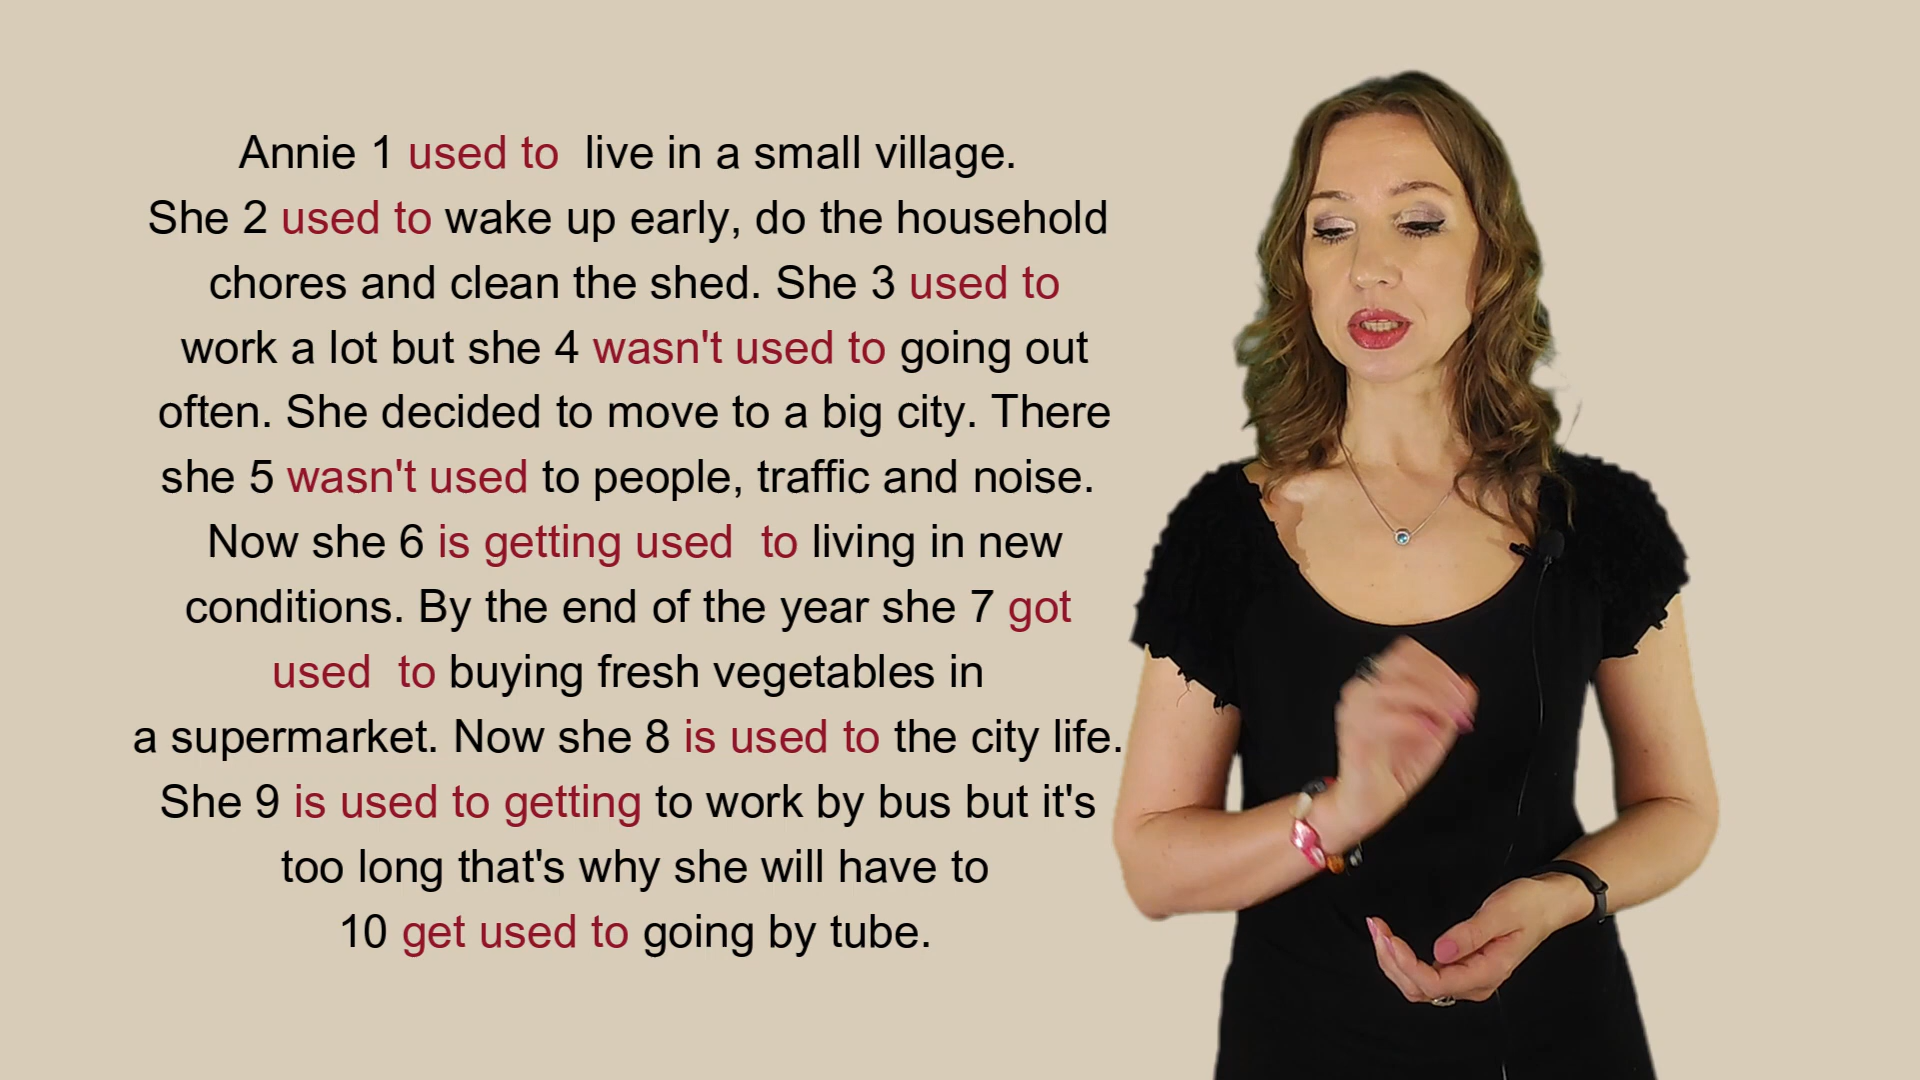 Annie 1 used to live in a small village.
She 2 used to wake up early, do the household
chores and clean the shed. She 3 used to
work a lot but she 4 wasn't used to going out
often. She decided to move to a big city. There
she 5 wasn't used to people, traffic and noise.
Now she 6 is getting used to living in new
conditions. By the end of the year she 7 got
used to buying fresh vegetables in
a supermarket. Now she 8 is used to the city life.
She 9 is used to getting to work by bus but it's
too long that's why she will have to
10 get used to going by tube.